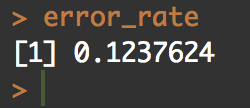 > error_rate
[1] 0.1237624
>